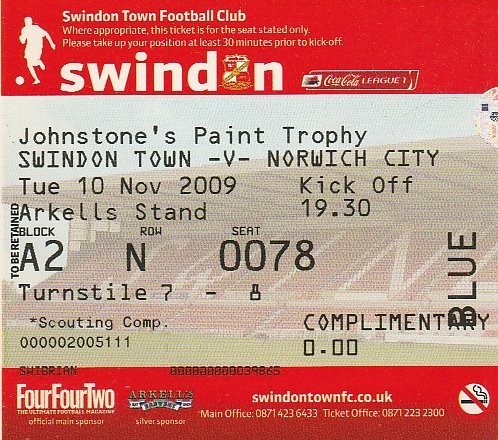 Swindon Town Football Club
Where appropriate, this ticket is for the seat stated only.
Please take up your position at least 30 minutes prior to kick-off.
swindon
Coca-Cola LEAGUE 1
Johnstone's Paint Trophy
SWINDON TOWN -V- NORWICH CITY
Tue 10 Nov 2009 Kick Off
Arkells Stand 19.30
TO BE RETAINED
BLOCK ROW SEAT
A2 N 0078
BLUE
Turnstile 7 - 8
*Scouting Comp. COMPLIMENTARY
000002005111 0.00
SWIBRIAN 00000000039865
FourFourTwo
THE ULTIMATE FOOTBALL MAGAZINE
official main sponsor
ARKELL'S
silver sponsor
swindontownfc.co.uk
Main Office: 0871 423 6433 Ticket Office: 0871 223 2300